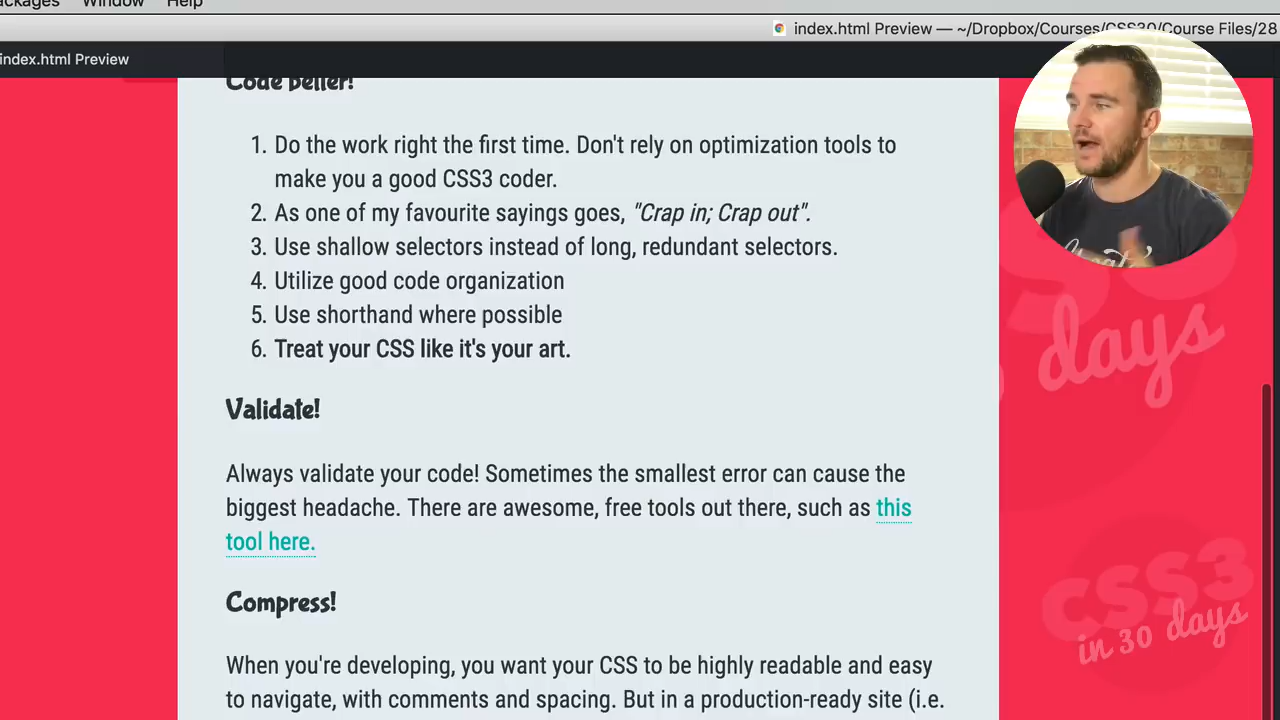 ackages Window Help
index.html Preview — ~/Dropbox/Courses/CSS30/Course Files/28
index.html Preview
Code Better!
1. Do the work right the first time. Don't rely on optimization tools to
make you a good CSS3 coder.
2. As one of my favourite sayings goes, "Crap in; Crap out".
3. Use shallow selectors instead of long, redundant selectors.
4. Utilize good code organization
5. Use shorthand where possible
6. Treat your CSS like it's your art.
days
Validate!
Always validate your code! Sometimes the smallest error can cause the
biggest headache. There are awesome, free tools out there, such as this
tool here.
Compress!
CSS3
in 30 days
When you're developing, you want your CSS to be highly readable and easy
to navigate, with comments and spacing. But in a production-ready site (i.e.